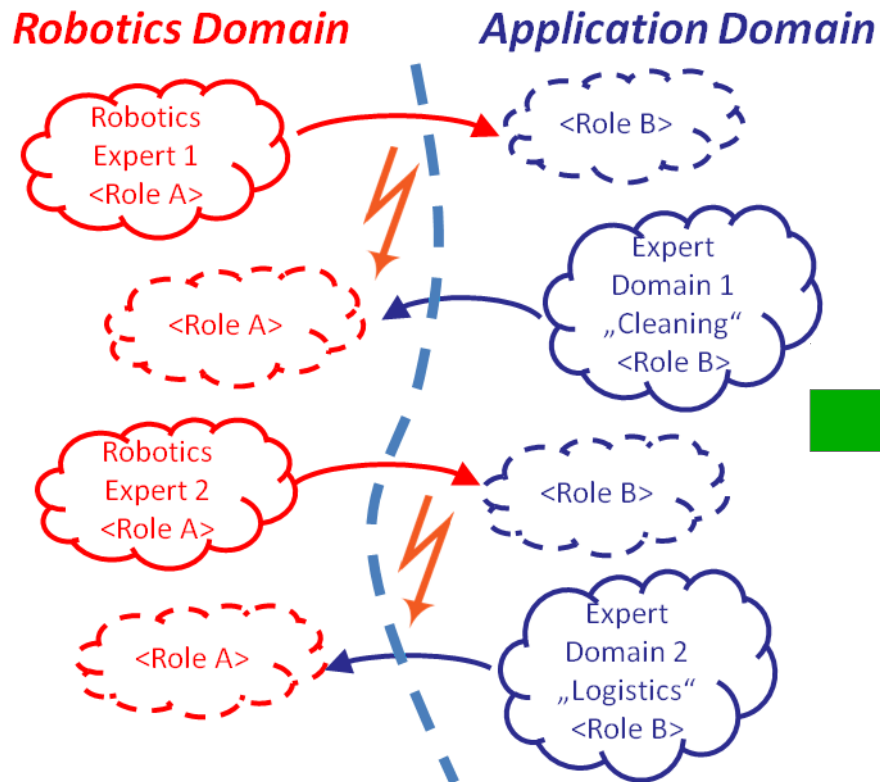 Robotics Domain
Application Domain
Robotics
Expert 1
<Role A>
<Role B>
Expert
Domain 1
„Cleaning“
<Role B>
<Role A>
Robotics
Expert 2
<Role A>
<Role B>
Expert
Domain 2
„Logistics“
<Role B>
<Role A>